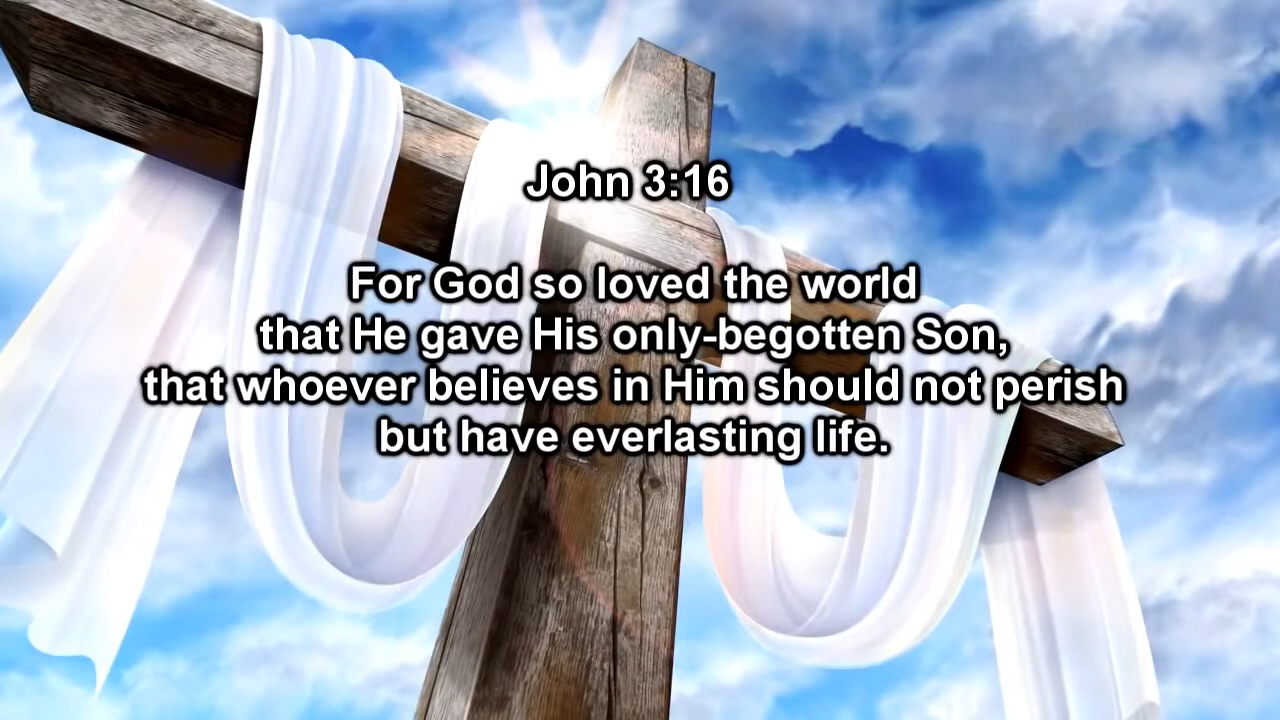 John 3:16
For God so loved the world
that He gave His only-begotten Son,
that whoever believes in Him should not perish
but have everlasting life.